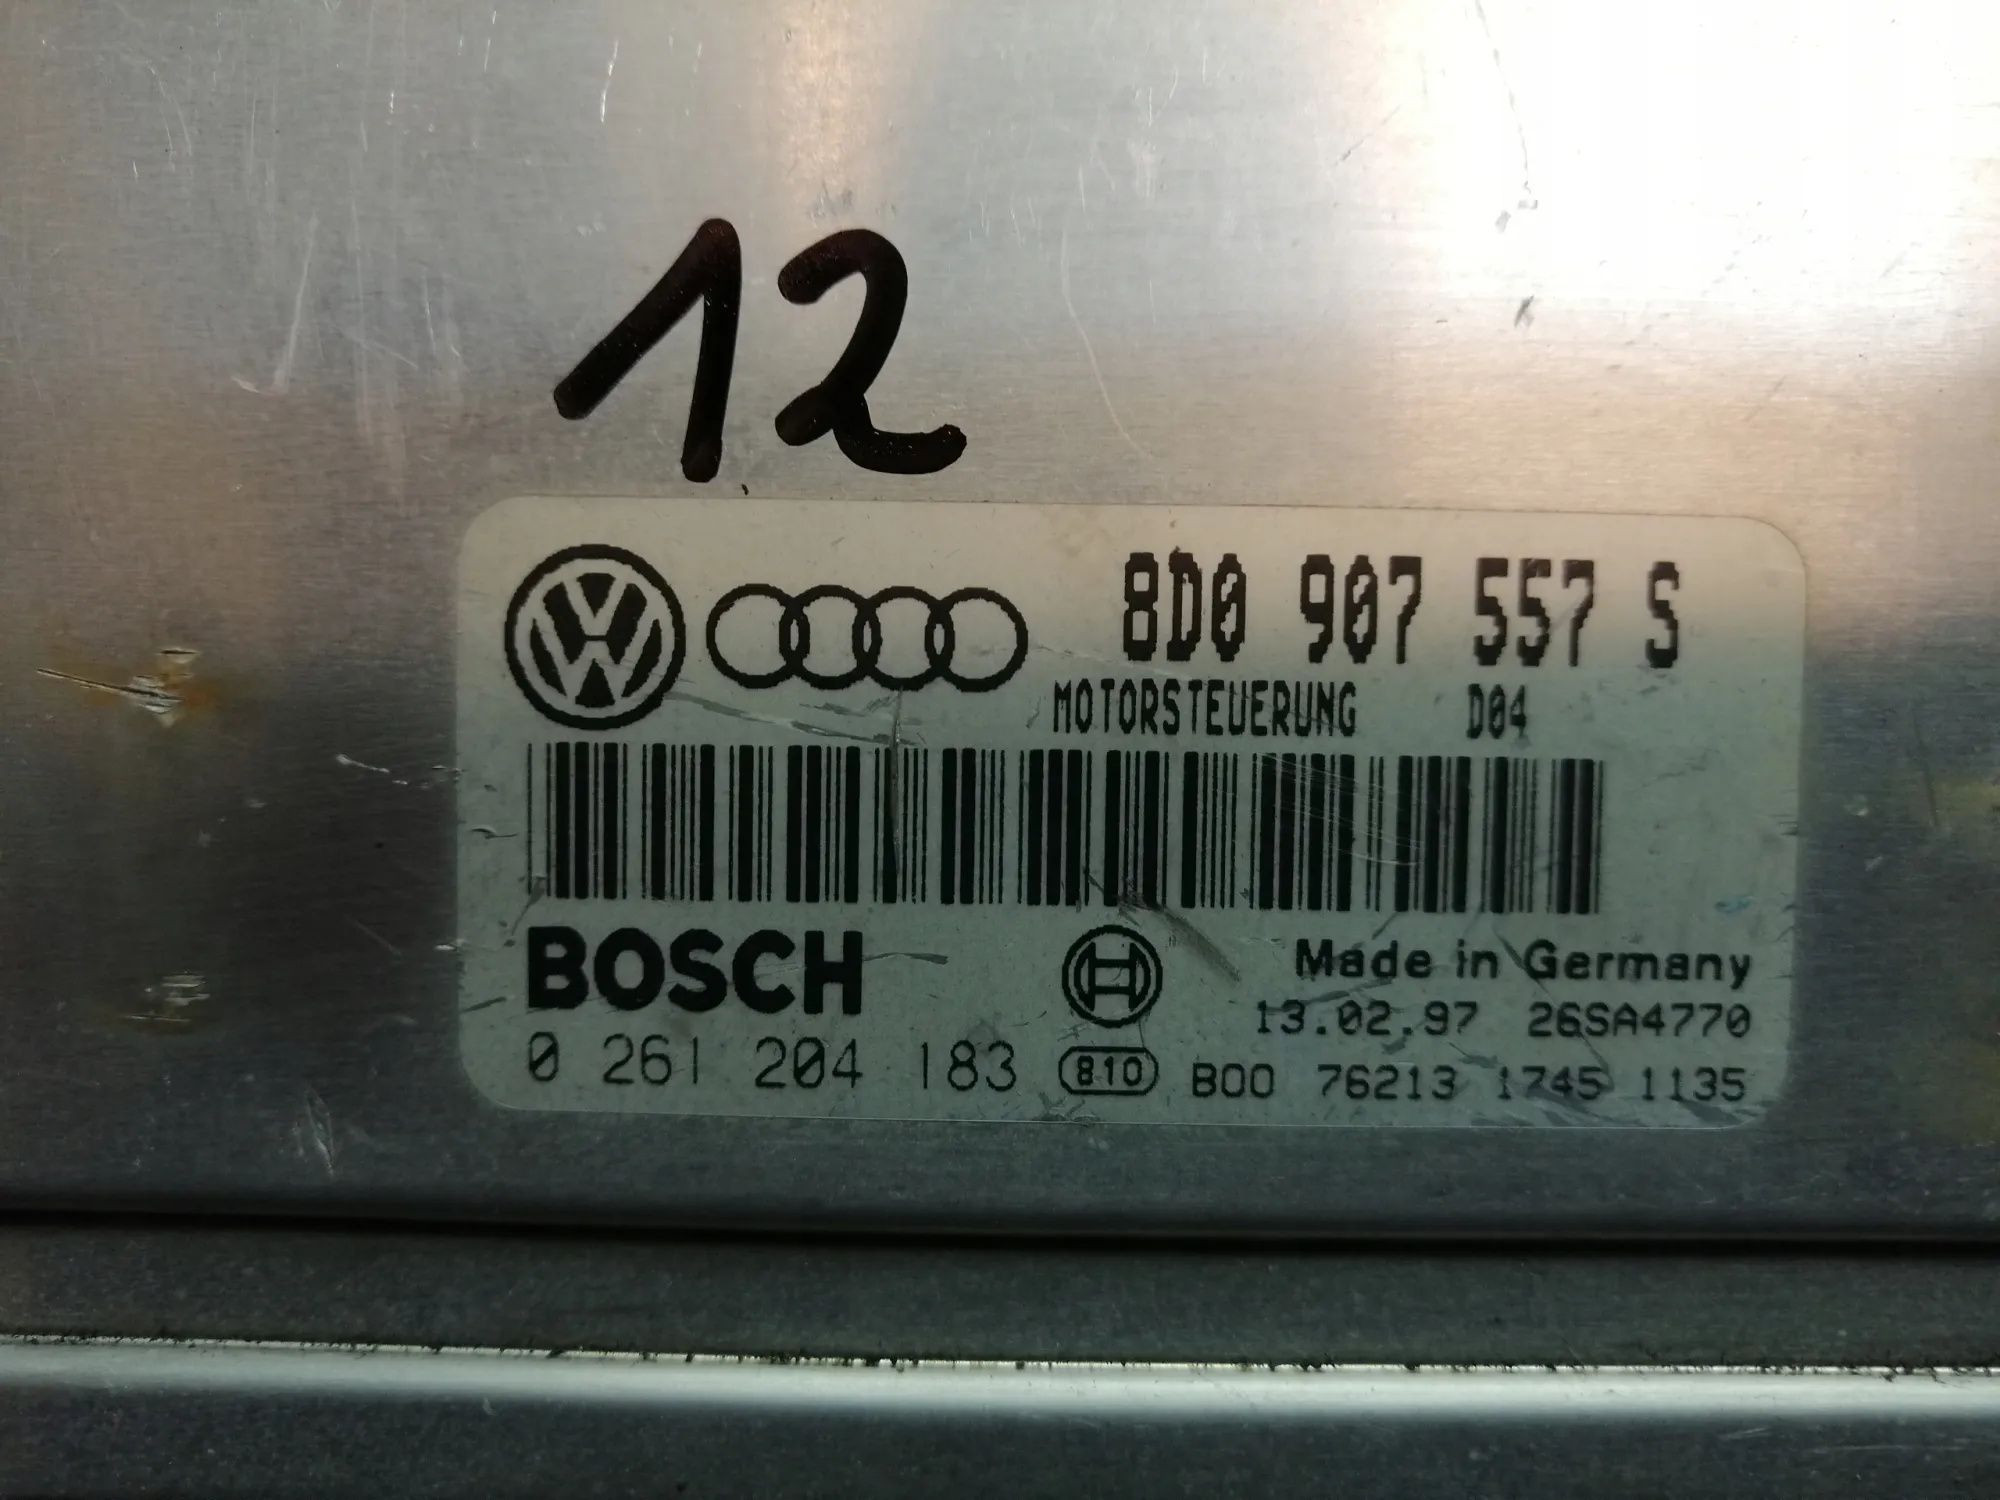 12
8D0 907 557 S
MOTORSTEUERUNG D04
BOSCH
Made in Germany
13.02.97 26SA4770
0 261 204 183
810 B00 76213 1745 1135